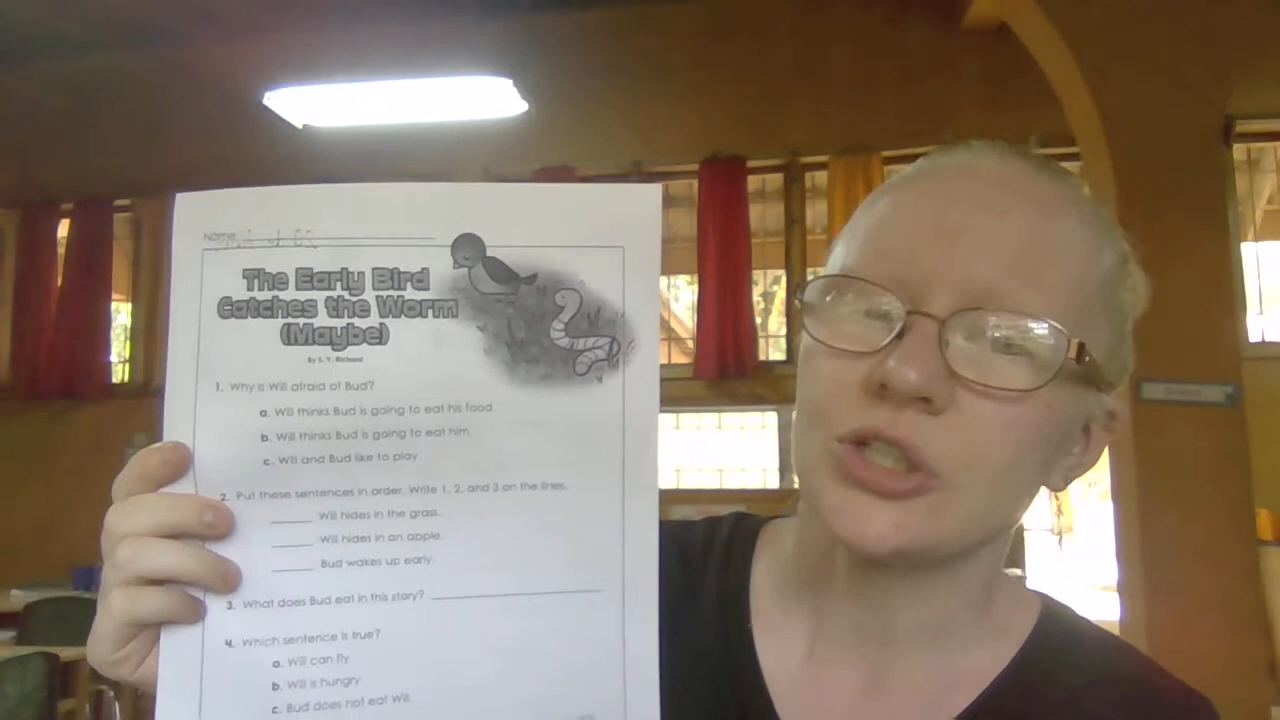 Name
The Early Bird
Catches the Worm
(Maybe)
By S. V. Richard
1. Why is Will afraid of Bud?
a. Will thinks Bud is going to eat his food.
b. Will thinks Bud is going to eat him.
c. Will and Bud like to play
2. Put these sentences in order. Write 1, 2, and 3 on the lines.
Will hides in the grass.
Will hides in an apple.
Bud wakes up early.
3. What does Bud eat in this story?
4. Which sentence is true?
a. Will can fly
b. Will is hungry
c. Bud does not eat Will.